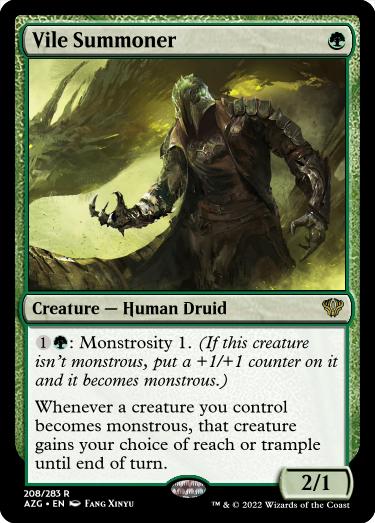 Vile Summoner
Creature — Human Druid
1 : Monstrosity 1. (If this creature
isn't monstrous, put a +1/+1 counter on it
and it becomes monstrous.)
Whenever a creature you control
becomes monstrous, that creature
gains your choice of reach or trample
until end of turn.
2/1
208/283 R
AZG • EN Fang Xinyu
™ & © 2022 Wizards of the Coast